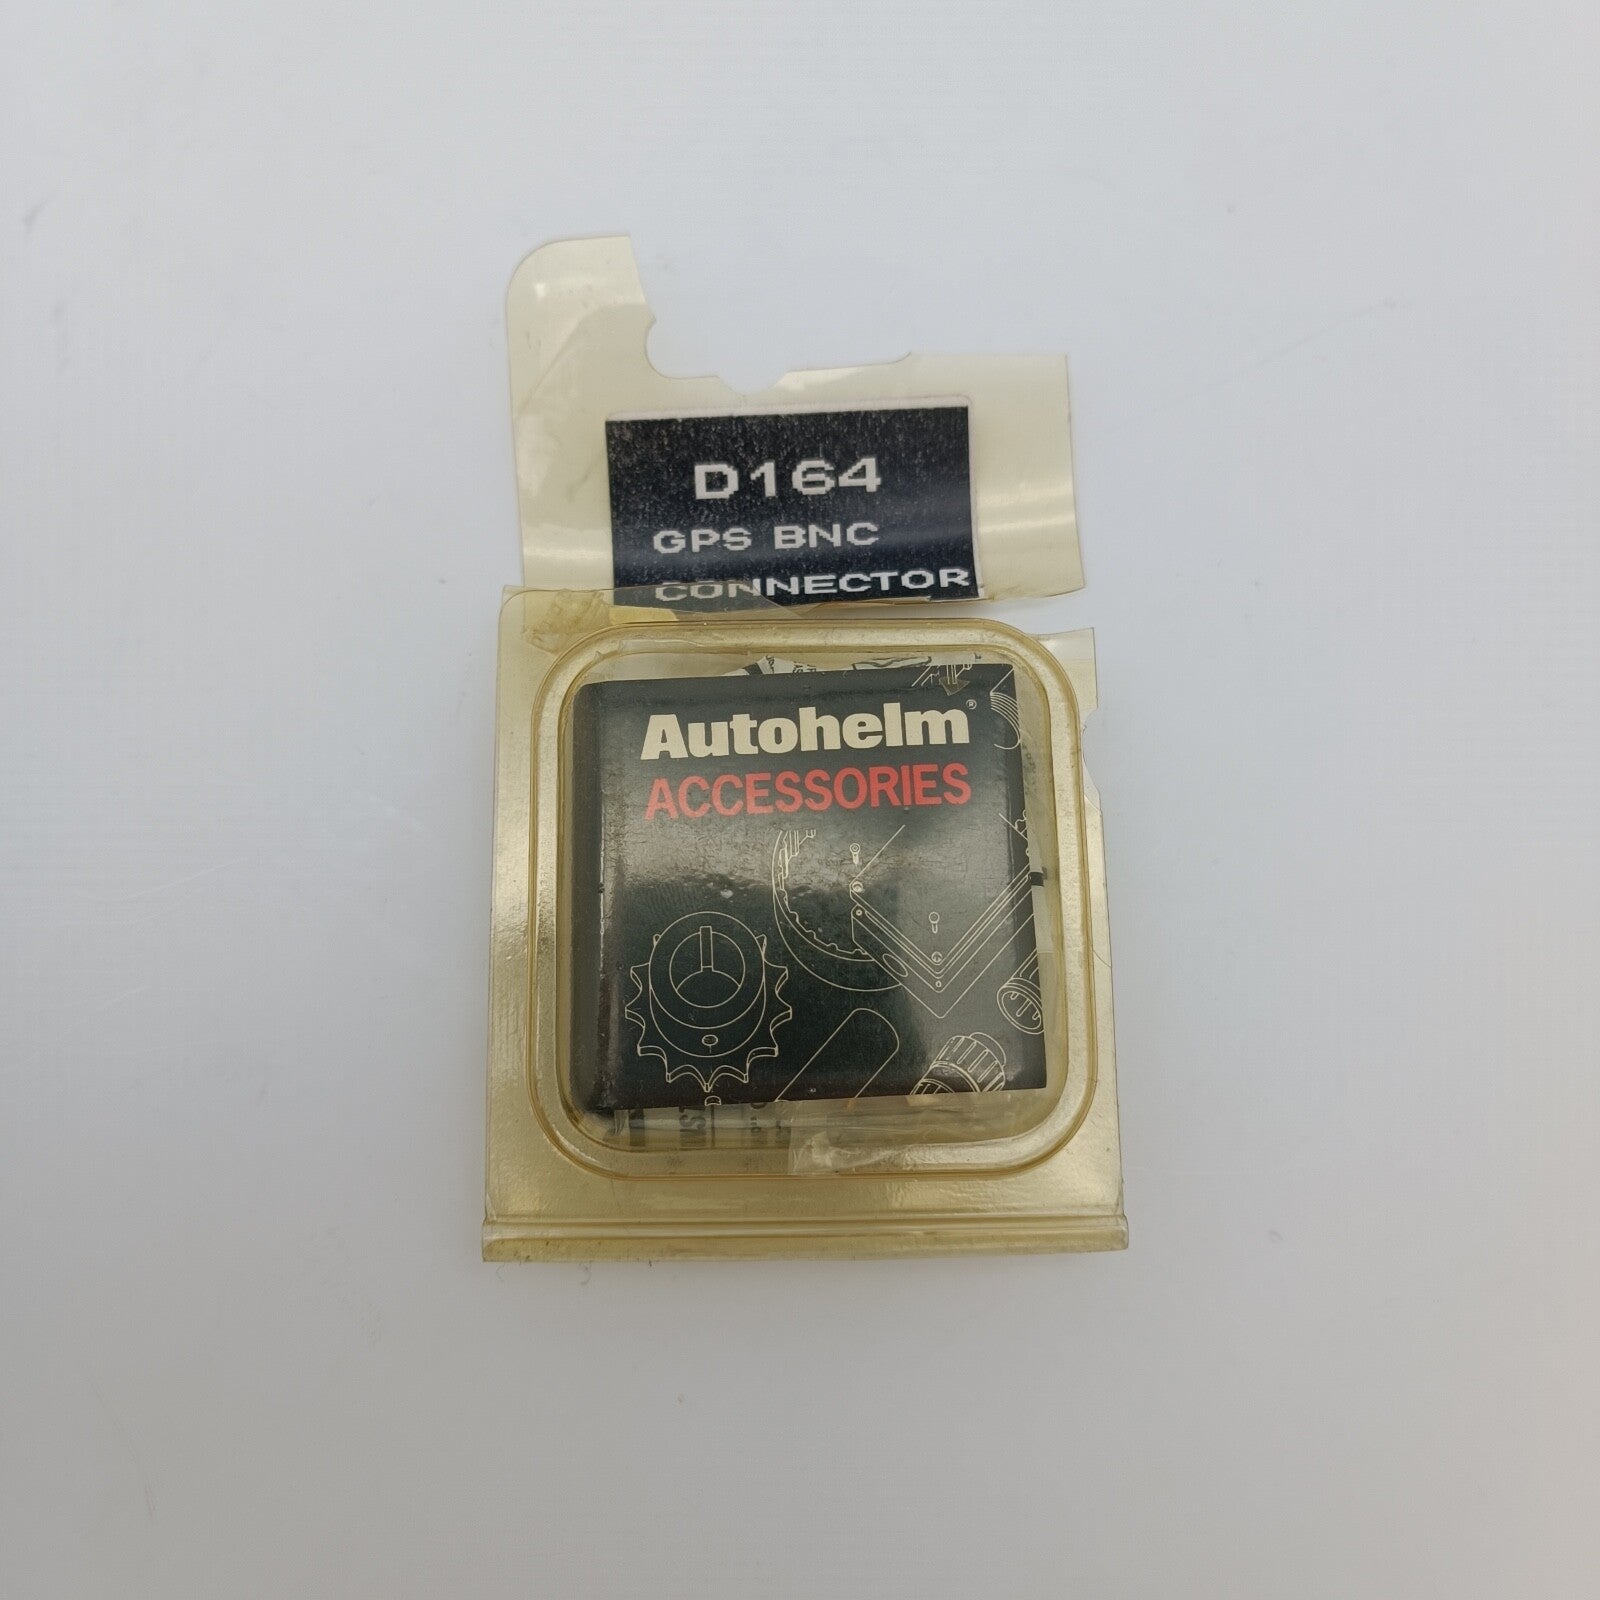 D164
GPS BNC
CONNECTOR
Autohelm®
ACCESSORIES